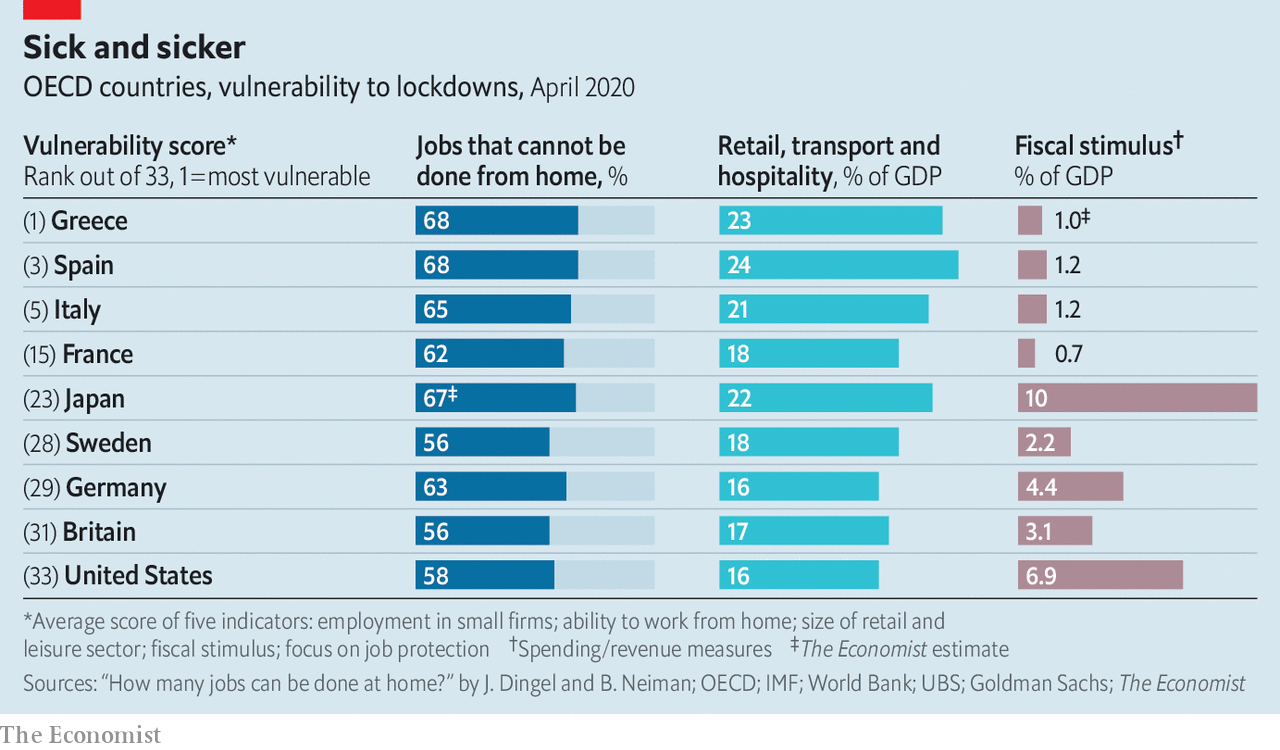 Sick and sicker
OECD countries, vulnerability to lockdowns, April 2020
Vulnerability score* Jobs that cannot be Retail, transport and Fiscal stimulus†
Rank out of 33, 1=most vulnerable done from home, % hospitality, % of GDP % of GDP
(1) Greece 68 23 1.0‡
(3) Spain 68 24 1.2
(5) Italy 65 21 1.2
(15) France 62 18 0.7
(23) Japan 67‡ 22 10
(28) Sweden 56 18 2.2
(29) Germany 63 16 4.4
(31) Britain 56 17 3.1
(33) United States 58 16 6.9
*Average score of five indicators: employment in small firms; ability to work from home; size of retail and
leisure sector; fiscal stimulus; focus on job protection †Spending/revenue measures ‡The Economist estimate
Sources: “How many jobs can be done at home?” by J. Dingel and B. Neiman; OECD; IMF; World Bank; UBS; Goldman Sachs; The Economist
The Economist